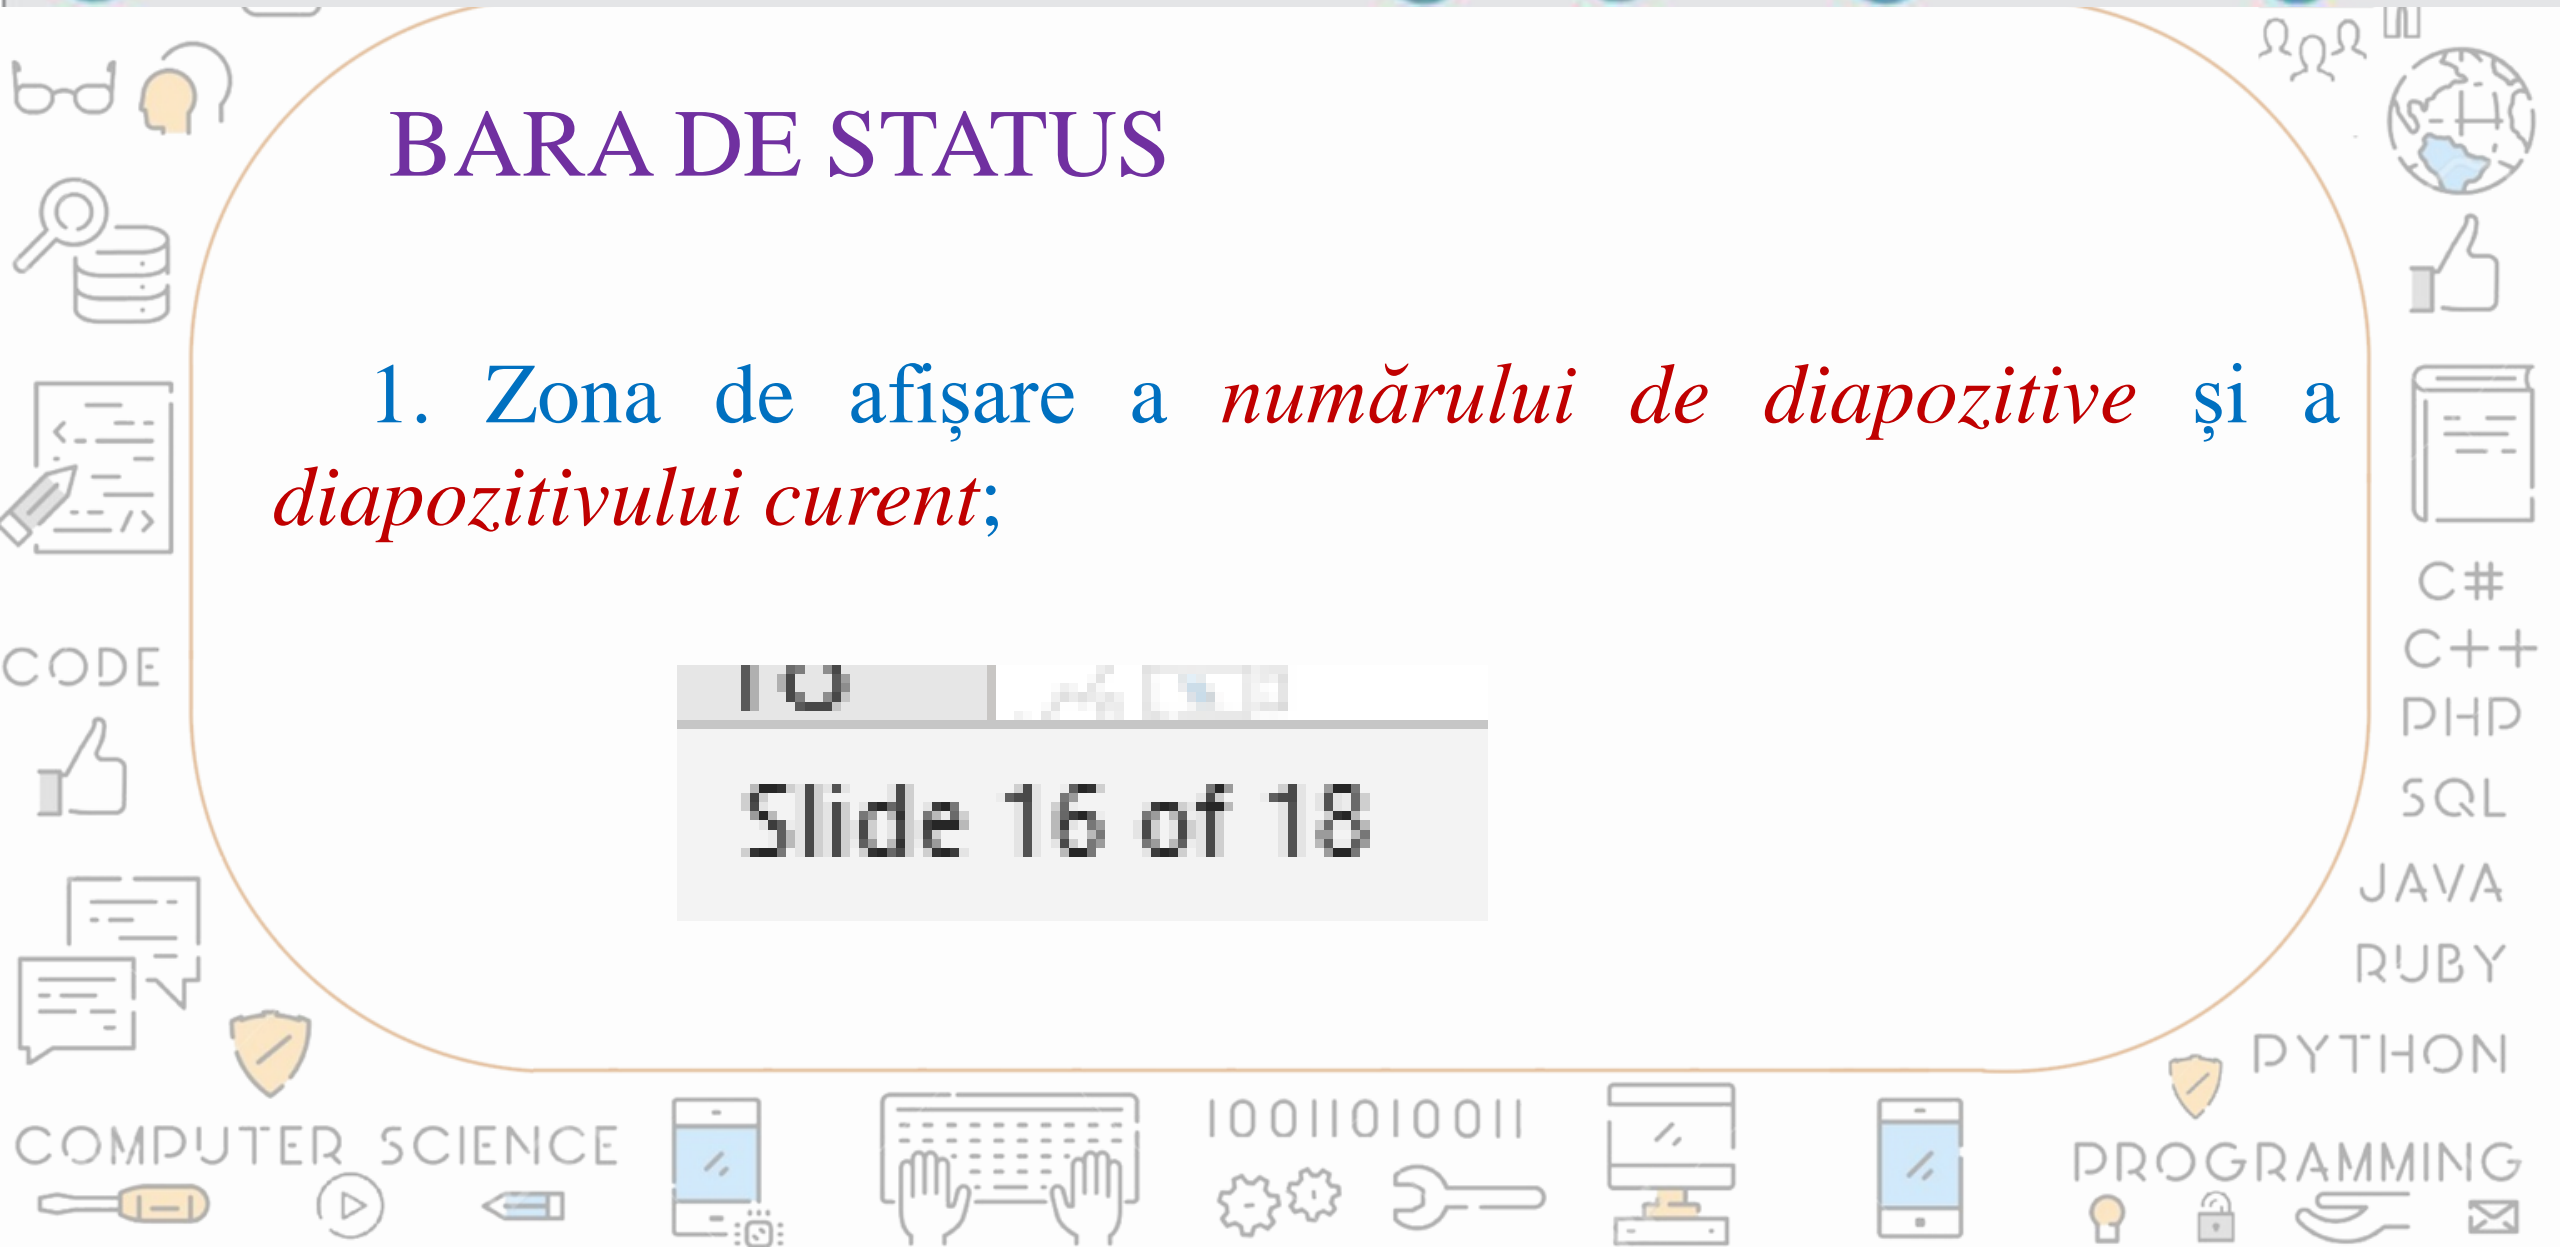 BARA DE STATUS
1. Zona de afișare a numărului de diapozitive și a
diapozitivului curent;
Slide 16 of 18
CODE
C#
C++
PHP
SQL
JAVA
RUBY
PYTHON
COMPUTER SCIENCE
10011010011
PROGRAMMING